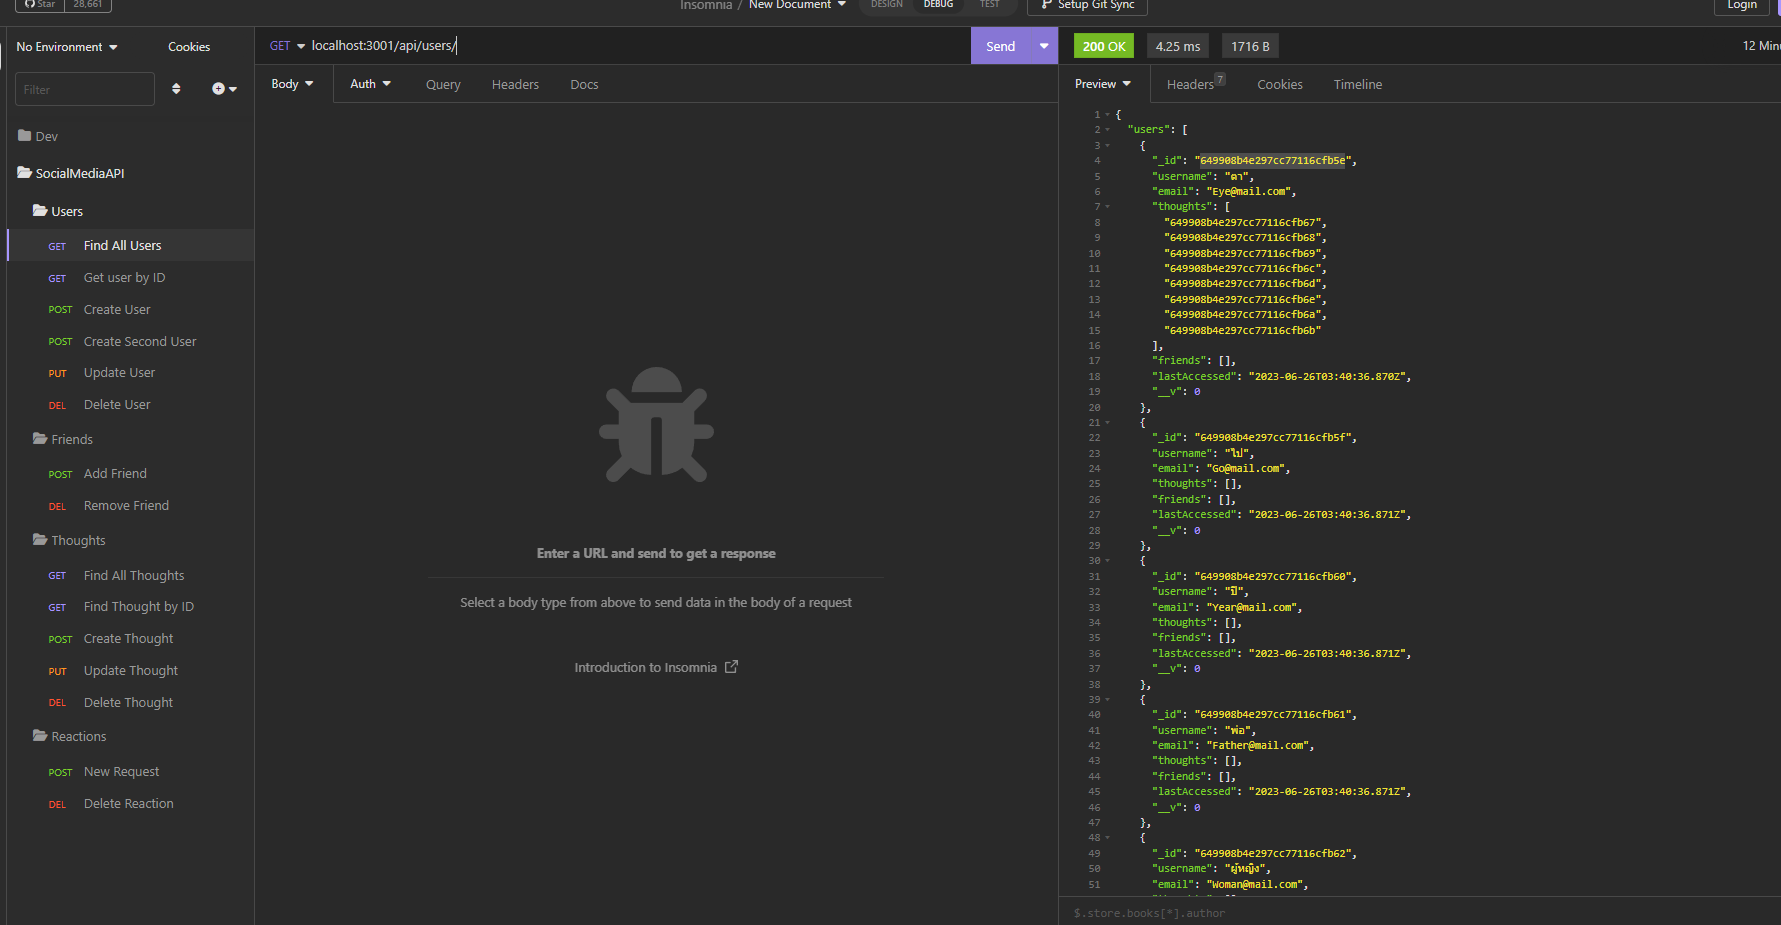 Star 28,661
Insomnia / New Document
DESIGN DEBUG TEST
Setup Git Sync
Login
No Environment
Cookies
Filter
Dev
SocialMediaAPI
Users
GET Find All Users
GET Get user by ID
POST Create User
POST Create Second User
PUT Update User
DEL Delete User
Friends
POST Add Friend
DEL Remove Friend
Thoughts
GET Find All Thoughts
GET Find Thought by ID
POST Create Thought
PUT Update Thought
DEL Delete Thought
Reactions
POST New Request
DEL Delete Reaction
GET localhost:3001/api/users/
Send
Body Auth Query Headers Docs
Enter a URL and send to get a response
Select a body type from above to send data in the body of a request
Introduction to Insomnia
200 OK 4.25 ms 1716 B
12 Minu
Preview Headers 7 Cookies Timeline
1 {
2 "users": [
3 {
4 "_id": "649908b4e297cc77116cfb5e",
5 "username": "ตา",
6 "email": "Eye@mail.com",
7 "thoughts": [
8 "649908b4e297cc77116cfb67",
9 "649908b4e297cc77116cfb68",
10 "649908b4e297cc77116cfb69",
11 "649908b4e297cc77116cfb6c",
12 "649908b4e297cc77116cfb6d",
13 "649908b4e297cc77116cfb6e",
14 "649908b4e297cc77116cfb6a",
15 "649908b4e297cc77116cfb6b"
16 ],
17 "friends": [],
18 "lastAccessed": "2023-06-26T03:40:36.870Z",
19 "__v": 0
20 },
21 {
22 "_id": "649908b4e297cc77116cfb5f",
23 "username": "ไป",
24 "email": "Go@mail.com",
25 "thoughts": [],
26 "friends": [],
27 "lastAccessed": "2023-06-26T03:40:36.871Z",
28 "__v": 0
29 },
30 {
31 "_id": "649908b4e297cc77116cfb60",
32 "username": "ปี",
33 "email": "Year@mail.com",
34 "thoughts": [],
35 "friends": [],
36 "lastAccessed": "2023-06-26T03:40:36.871Z",
37 "__v": 0
38 },
39 {
40 "_id": "649908b4e297cc77116cfb61",
41 "username": "พ่อ",
42 "email": "Father@mail.com",
43 "thoughts": [],
44 "friends": [],
45 "lastAccessed": "2023-06-26T03:40:36.871Z",
46 "__v": 0
47 },
48 {
49 "_id": "649908b4e297cc77116cfb62",
50 "username": "ผู้หญิง",
51 "email": "Woman@mail.com",
$.store.books[*].author